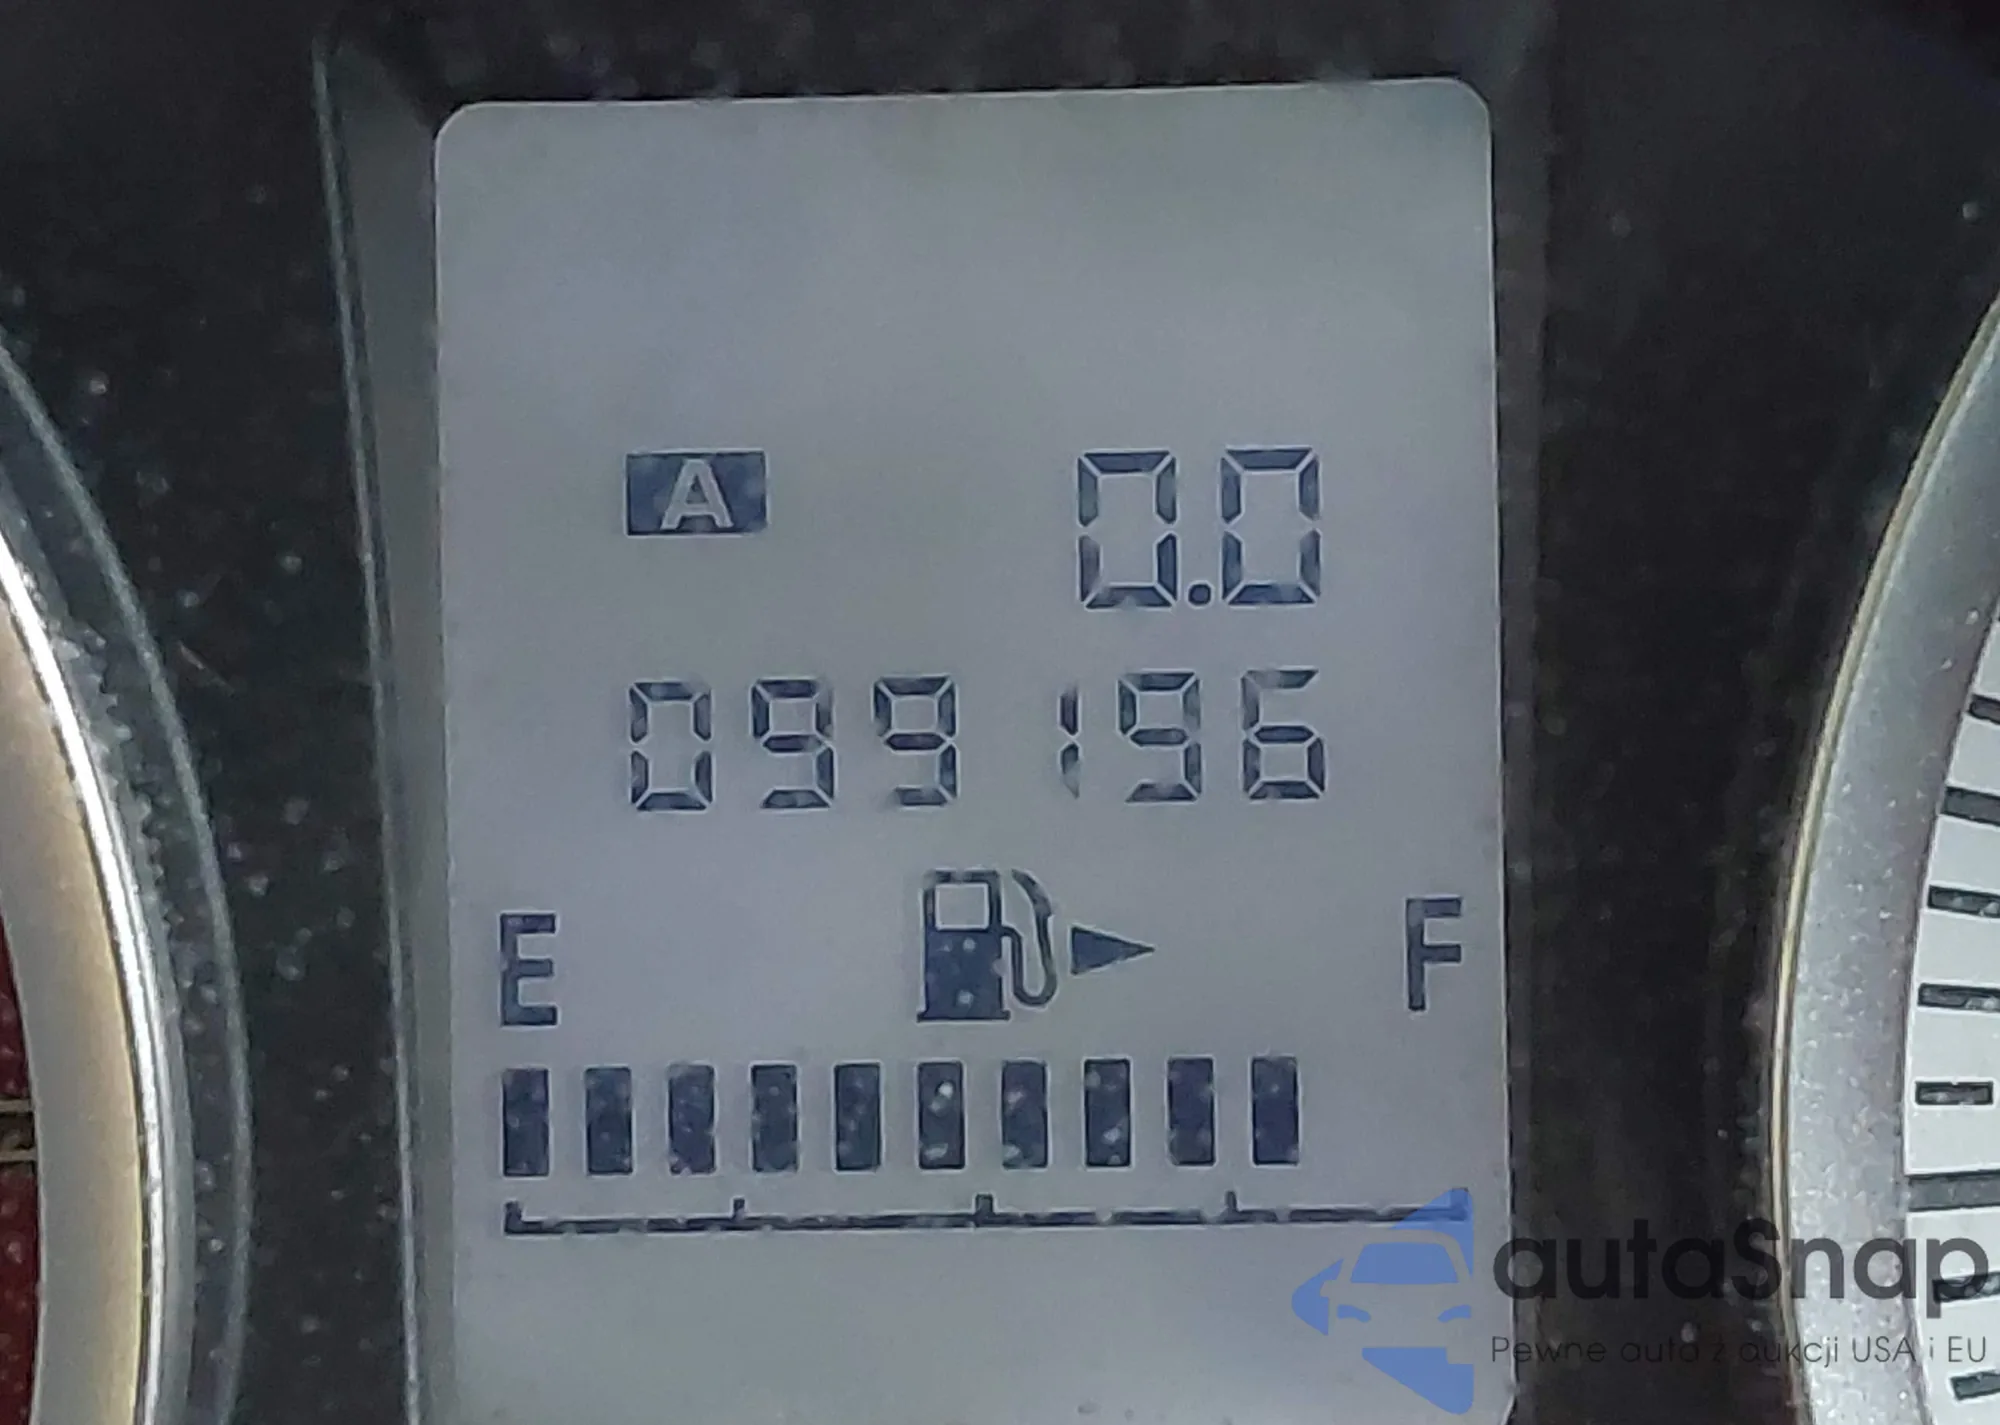 A 0.0
099196
E F
autaSnap
Pewne auta z aukcji USA i EU